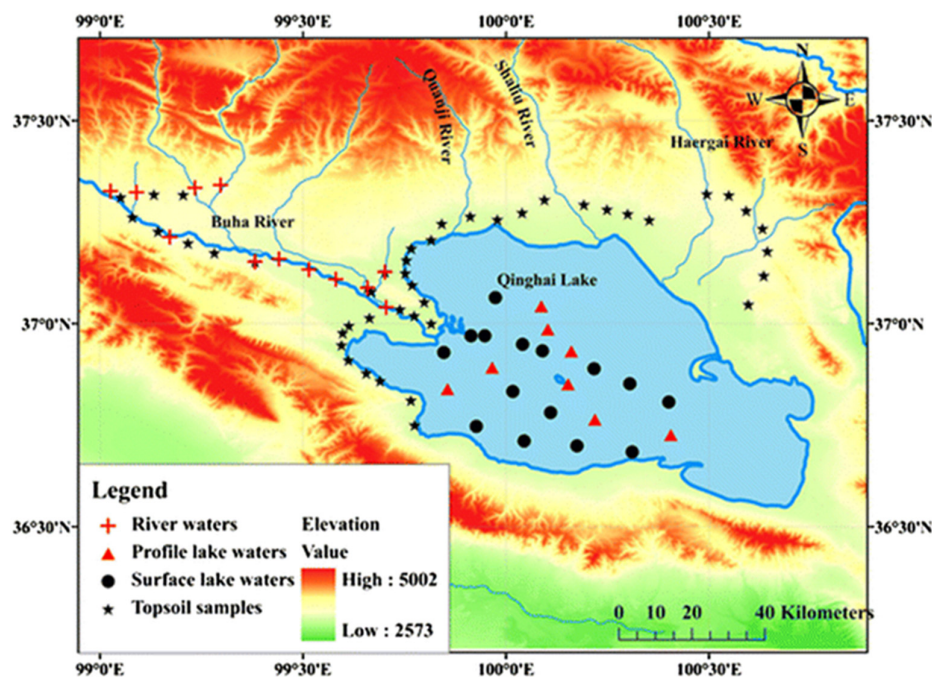 99°0'E 99°30'E 100°0'E 100°30'E
N
W E
S
37°30'N 37°30'N
Quanji River
Shaliu River
Haergai River
Buha River
Qinghai Lake
37°0'N 37°0'N
Legend
River waters
Profile lake waters
Surface lake waters
Topsoil samples
Elevation
Value
High : 5002
Low : 2573
36°30'N 36°30'N
0 10 20 40 Kilometers
99°0'E 99°30'E 100°0'E 100°30'E